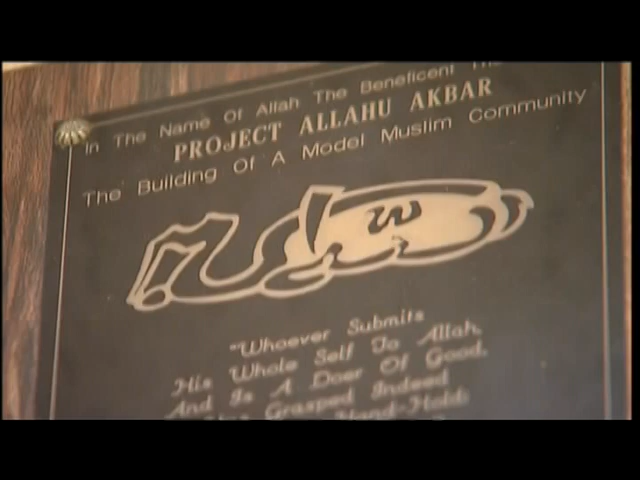 In The Name Of Allah The Beneficent The
PROJECT ALLAHU AKBAR
The Building Of A Model Muslim Community
"Whoever Submits
His Whole Self To Allah,
And Is A Doer Of Good,
Grasped Indeed
Hand-Hold: